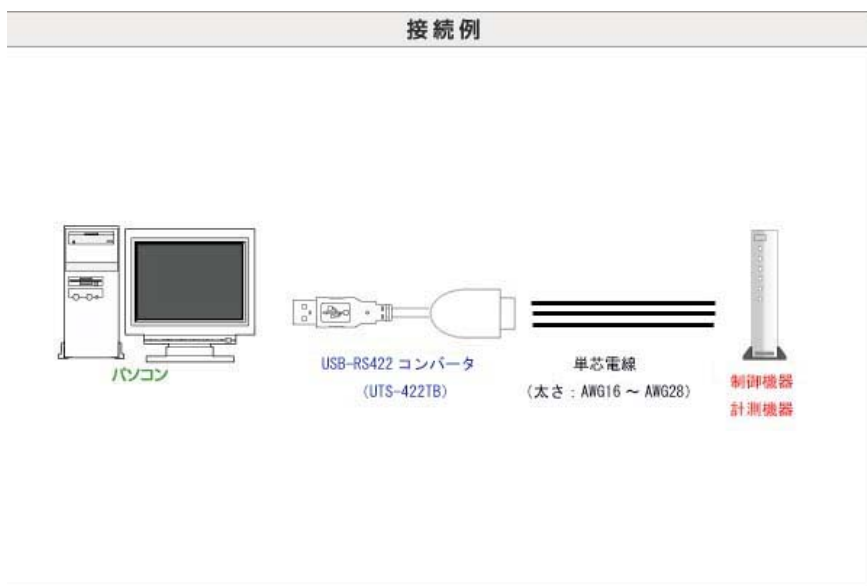 接続例
パソコン
USB-RS422 コンバータ
(UTS-422TB)
単芯電線
(太さ:AWG16 ~ AWG28)
制御機器
計測機器